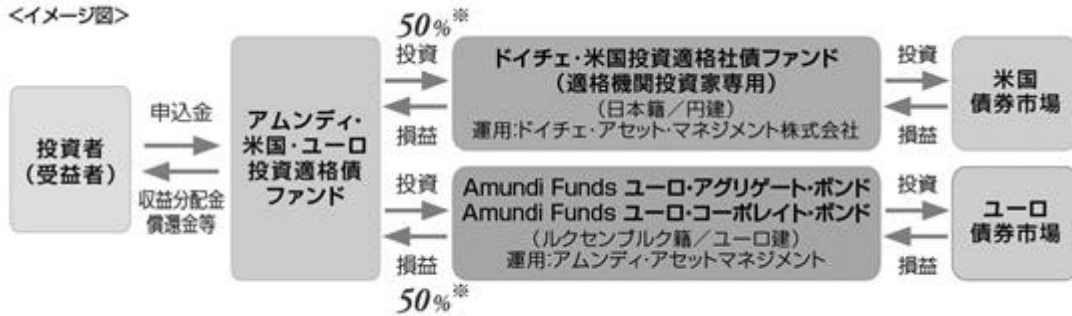 <イメージ図>
投資者
(受益者)
申込金
収益分配金
償還金等
アムンディ・
米国・ユーロ
投資適格債
ファンド
50%※
投資
損益
ドイチェ・米国投資適格社債ファンド
(適格機関投資家専用)
(日本籍/円建)
運用:ドイチェ・アセット・マネジメント株式会社
投資
損益
米国
債券市場
投資
損益
50%※
Amundi Funds ユーロ・アグリゲート・ボンド
Amundi Funds ユーロ・コーポレイト・ボンド
(ルクセンブルク籍/ユーロ建)
運用:アムンディ・アセットマネジメント
投資
損益
ユーロ
債券市場